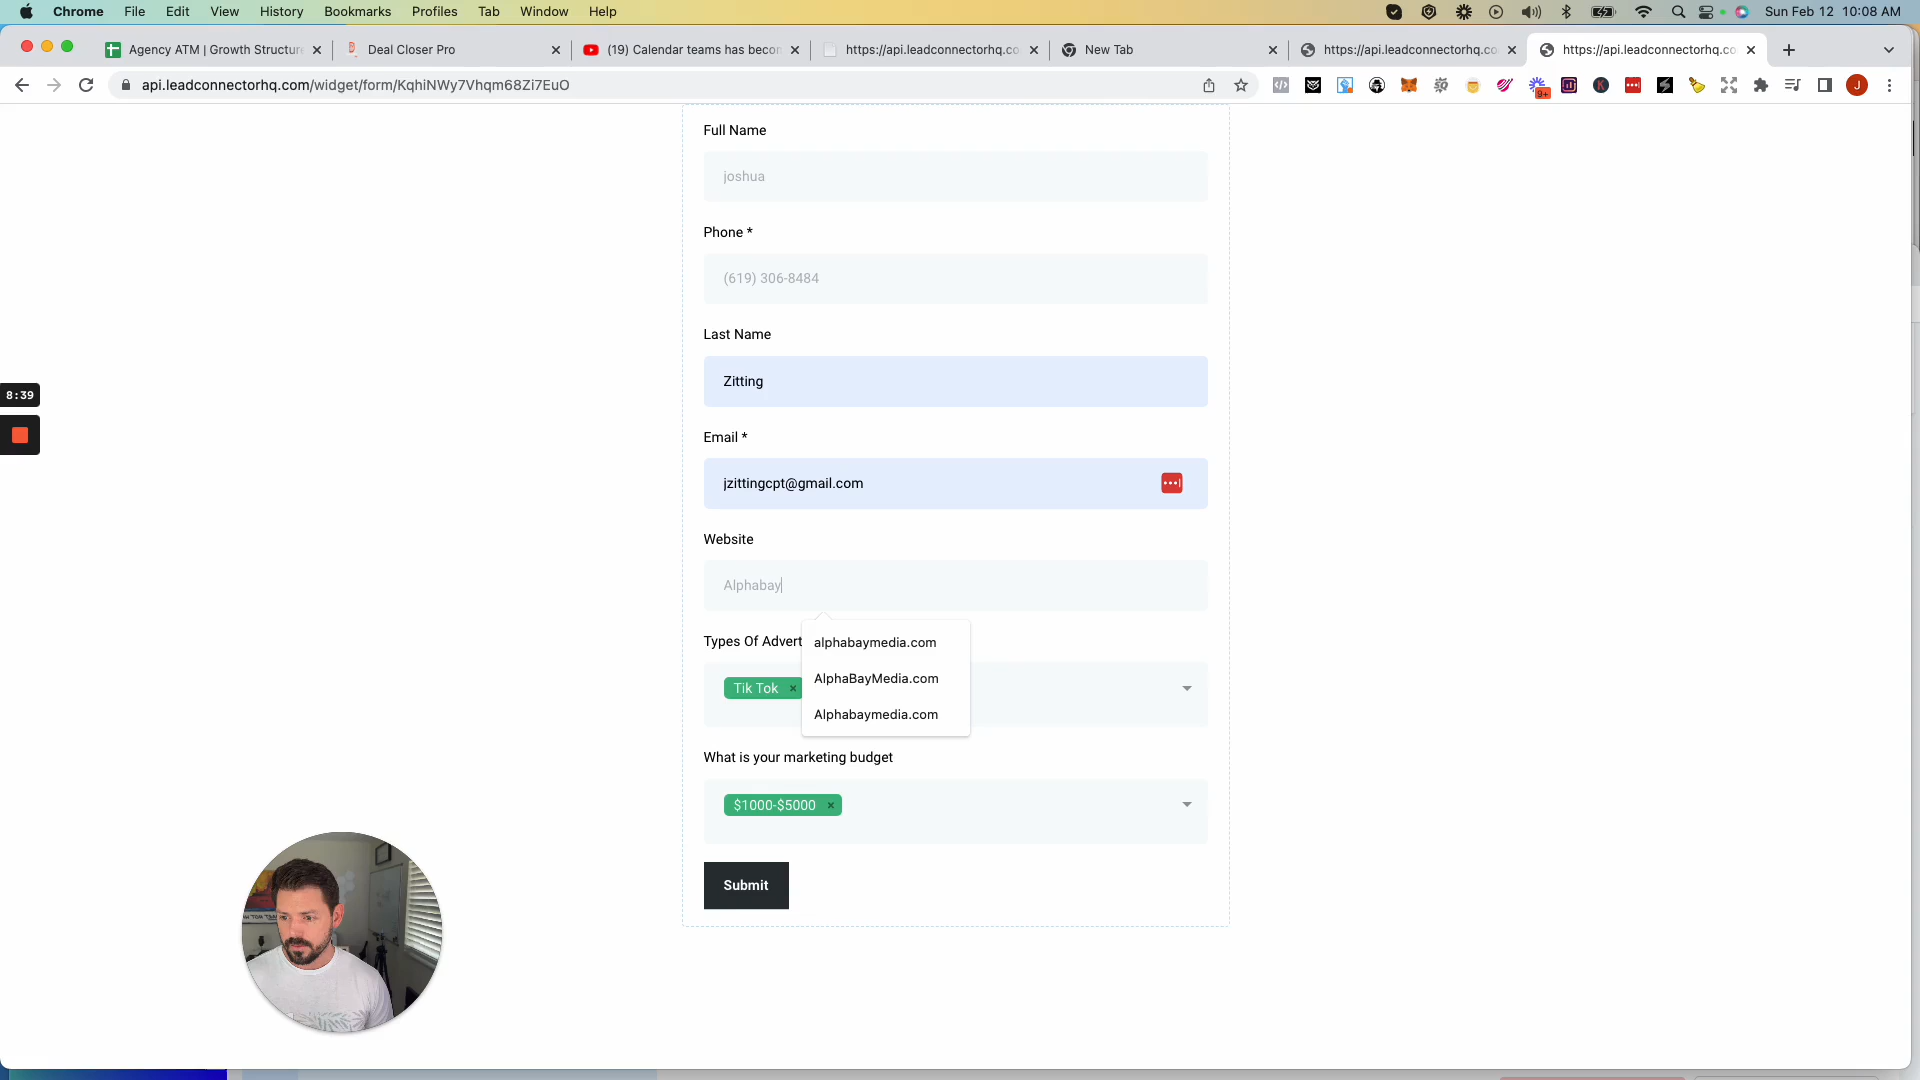 Chrome File Edit View History Bookmarks Profiles Tab Window Help Sun Feb 12 10:08 AM
Agency ATM | Growth Structure Deal Closer Pro (19) Calendar teams has becor https://api.leadconnectorhq.co New Tab https://api.leadconnectorhq.co https://api.leadconnectorhq.co
api.leadconnectorhq.com/widget/form/KqhiNWy7Vhqm68Zi7EuO 9+ J
Full Name
joshua
Phone *
(619) 306-8484
Last Name
Zitting
8:39
Email *
jzittingcpt@gmail.com
Website
Alphabay
Types Of Advert
alphabaymedia.com
AlphaBayMedia.com
Alphabaymedia.com
Tik Tok ×
What is your marketing budget
$1000-$5000 ×
Submit